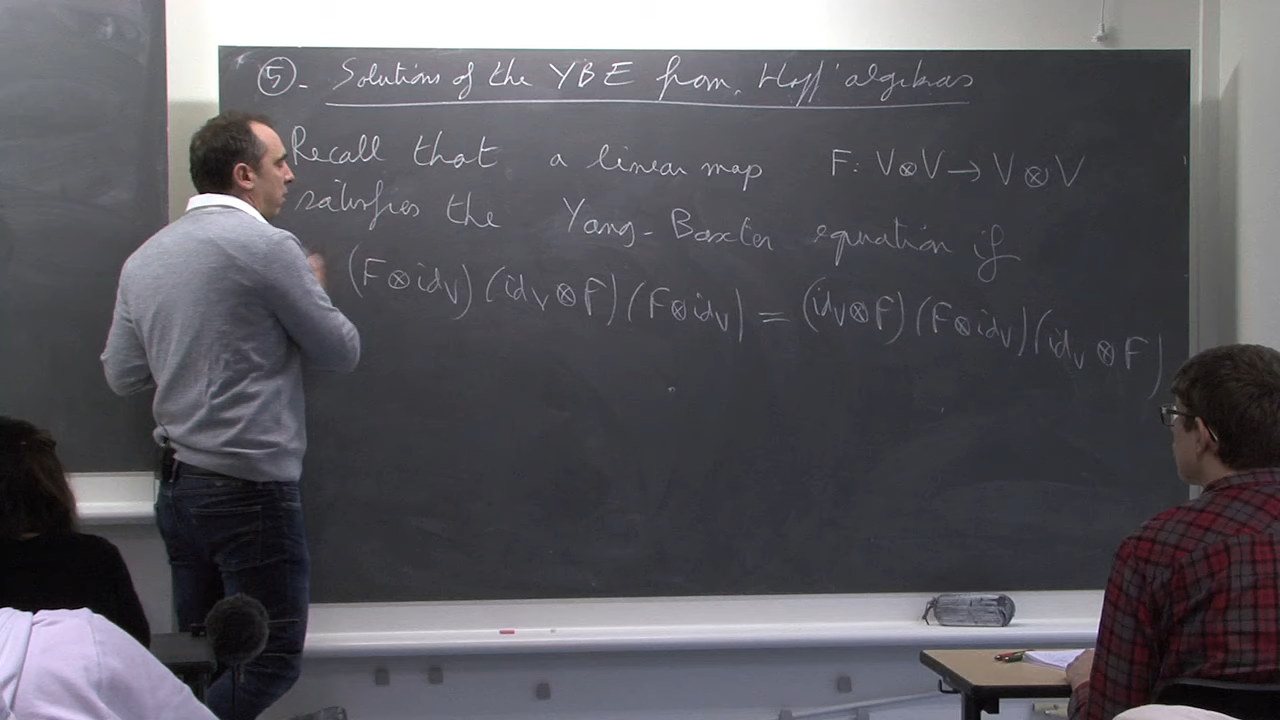 ⑤- Solutions of the YBE from Hopf algebras
Recall that a linear map F: V⊗V → V⊗V
satisfies the Yang-Baxter equation if
(F⊗id_V)(id_V⊗F)(F⊗id_V) = (id_V⊗F)(F⊗id_V)(id_V⊗F)